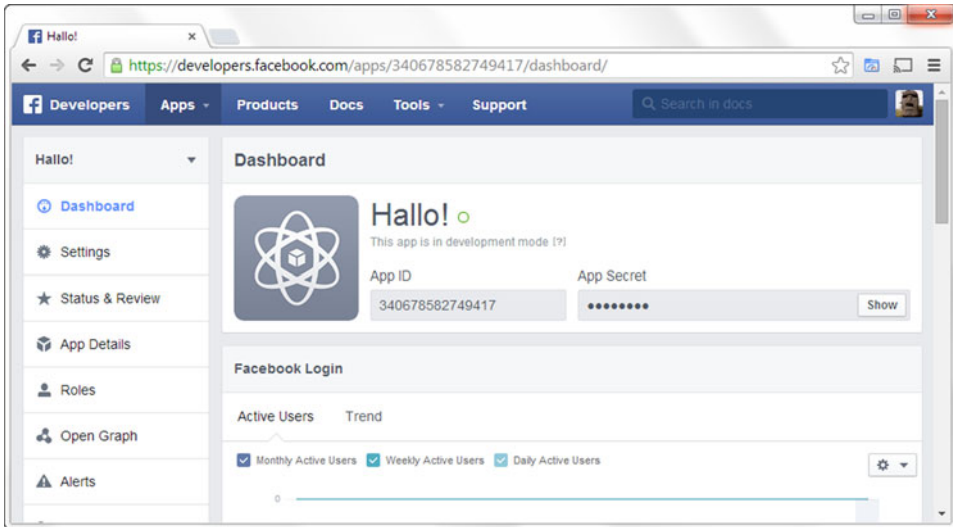 Hallo!
https://developers.facebook.com/apps/340678582749417/dashboard/
Developers Apps Products Docs Tools Support Search in docs
Hallo!
Dashboard
Settings
Status & Review
App Details
Roles
Open Graph
Alerts
Dashboard
Hallo!
This app is in development mode [?]
App ID App Secret
340678582749417 ●●●●●●●● Show
Facebook Login
Active Users Trend
Monthly Active Users Weekly Active Users Daily Active Users
0